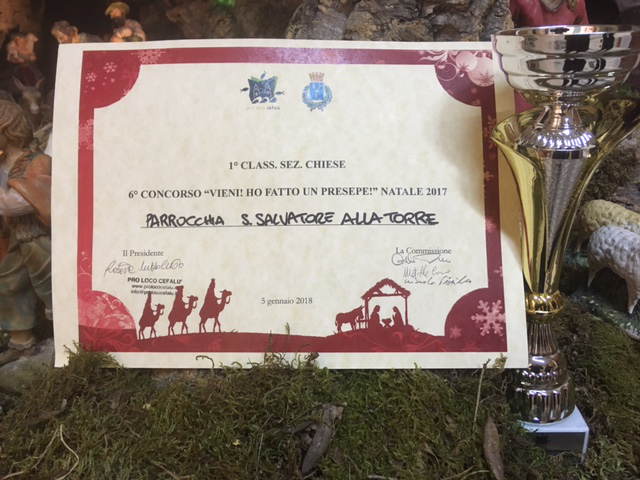 1° CLASS. SEZ. CHIESE
6° CONCORSO "VIENI! HO FATTO UN PRESEPE!" NATALE 2017
PARROCCHIA S. SALVATORE ALLA TORRE
Il Presidente
La Commissione
PRO LOCO CEFALU'
5 gennaio 2018